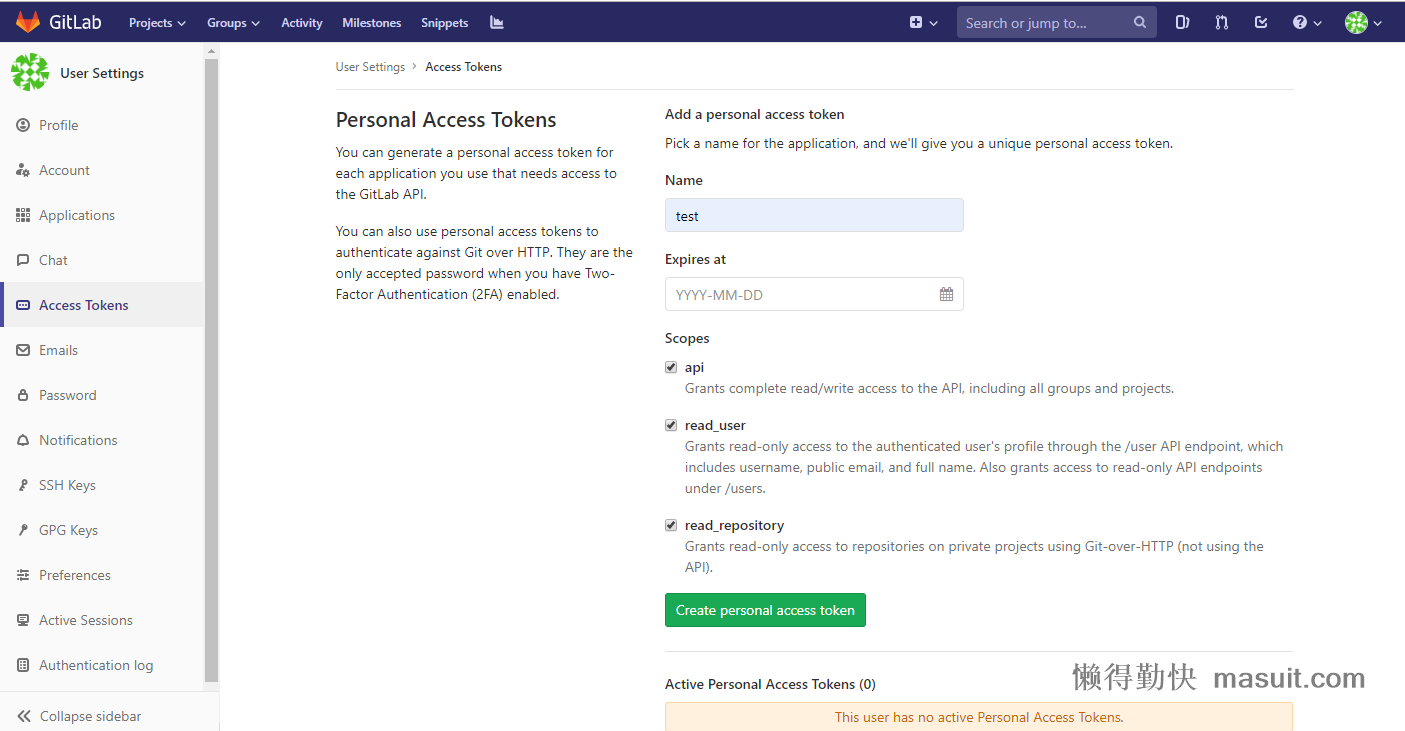 GitLab Projects Groups Activity Milestones Snippets Search or jump to...
User Settings
Profile
Account
Applications
Chat
Access Tokens
Emails
Password
Notifications
SSH Keys
GPG Keys
Preferences
Active Sessions
Authentication log
Collapse sidebar
User Settings > Access Tokens
Personal Access Tokens
You can generate a personal access token for
each application you use that needs access to
the GitLab API.
You can also use personal access tokens to
authenticate against Git over HTTP. They are the
only accepted password when you have Two-
Factor Authentication (2FA) enabled.
Add a personal access token
Pick a name for the application, and we'll give you a unique personal access token.
Name
test
Expires at
YYYY-MM-DD
Scopes
api
Grants complete read/write access to the API, including all groups and projects.
read_user
Grants read-only access to the authenticated user's profile through the /user API endpoint, which
includes username, public email, and full name. Also grants access to read-only API endpoints
under /users.
read_repository
Grants read-only access to repositories on private projects using Git-over-HTTP (not using the
API).
Create personal access token
Active Personal Access Tokens (0)
This user has no active Personal Access Tokens.
懒得勤快 masuit.com